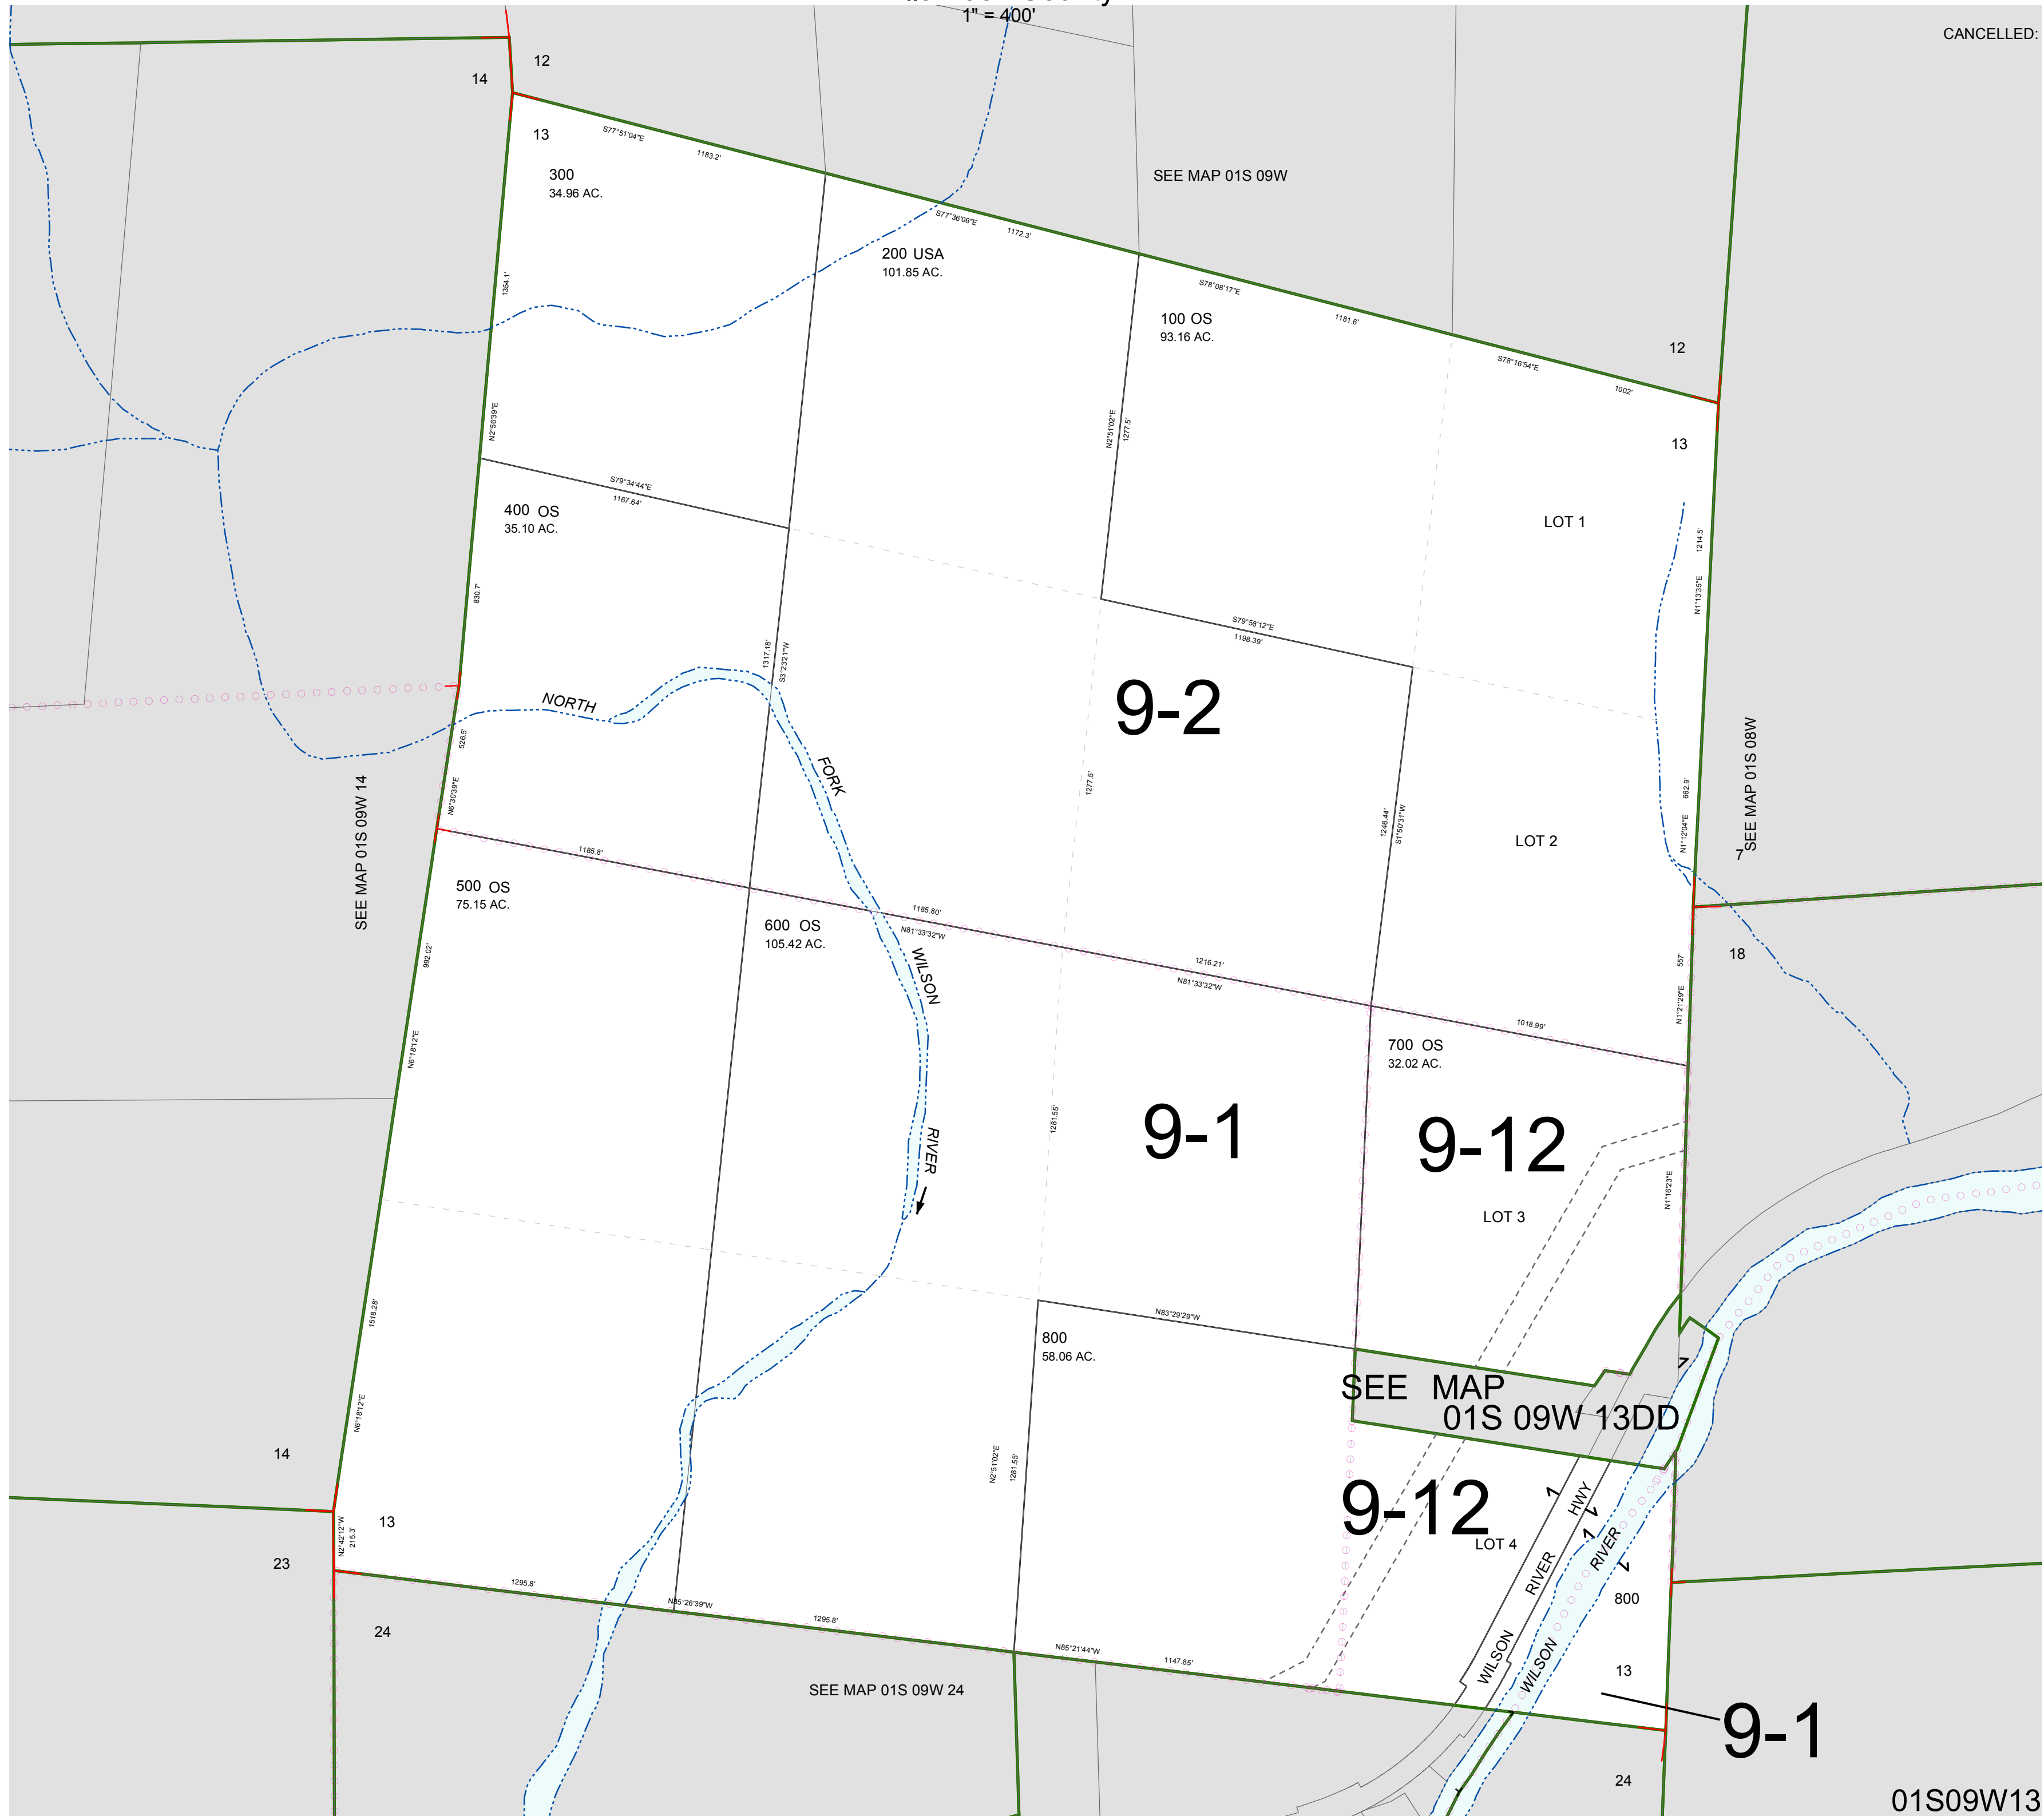 1" = 400'
CANCELLED:
12
14
13
S77°51'04"E
1183.2'
300
34.96 AC.
SEE MAP 01S 09W
S77°36'06"E
1172.3'
200 USA
101.85 AC.
S78°08'17"E
1181.6'
100 OS
93.16 AC.
12
S78°16'54"E
1002'
13
1354.1'
N2°56'39"E
N2°51'02"E
1277.5'
S79°34'44"E
1167.64'
400 OS
35.10 AC.
LOT 1
1214.5'
N1°13'35"E
830.7'
S79°58'12"E
1198.39'
1317.18'
S3°23'21"W
NORTH
9-2
526.5'
N6°30'39"E
FORK
1277.5'
1246.44'
S1°50'31"W
662.9'
N1°12'04"E
SEE MAP 01S 08W
7
SEE MAP 01S 09W 14
LOT 2
1185.8'
500 OS
75.15 AC.
1185.80'
N81°33'32"W
600 OS
105.42 AC.
WILSON
992.02'
1216.21'
N81°33'32"W
18
557'
N1°21'29"E
1018.99'
700 OS
32.02 AC.
N6°18'12"E
1281.55'
9-1
9-12
RIVER
N1°16'23"E
LOT 3
1518.28'
N83°29'29"W
800
58.06 AC.
7
SEE MAP
01S 09W 13DD
N6°18'12"E
14
N2°51'02"E
1281.55'
9-12
1
HWY
1
1
RIVER
1
LOT 4
13
N2°42'12"W
215.3'
23
1295.8'
N85°26'39"W
1295.8'
RIVER
800
24
N85°21'44"W
1147.85'
WILSON
WILSON
13
SEE MAP 01S 09W 24
9-1
24
01S09W13